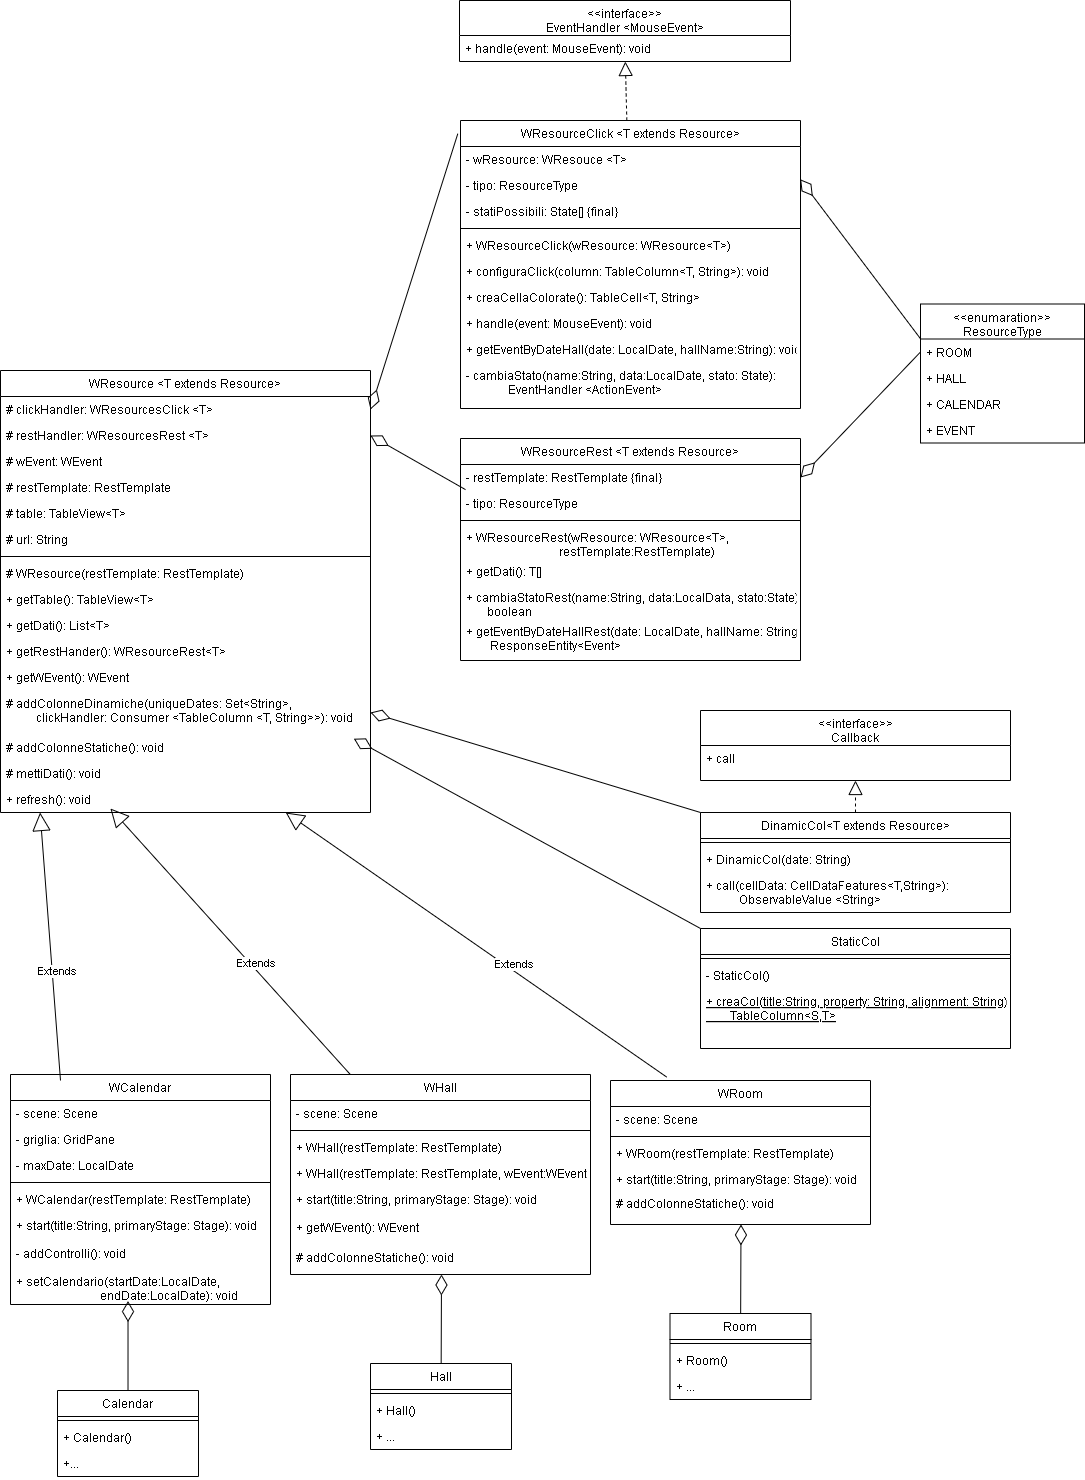 <<interface>>
EventHandler <MouseEvent>
+ handle(event: MouseEvent): void
WResourceClick <T extends Resource>
- wResource: WResouce <T>
- tipo: ResourceType
- statiPossibili: State[] {final}
+ WResourceClick(wResource: WResource<T>)
+ configuraClick(column: TableColumn<T, String>): void
+ creaCellaColorate(): TableCell<T, String>
+ handle(event: MouseEvent): void
+ getEventByDateHall(date: LocalDate, hallName:String): void
- cambiaStato(name:String, data:LocalDate, stato: State):
EventHandler <ActionEvent>
<<enumaration>>
ResourceType
+ ROOM
+ HALL
+ CALENDAR
+ EVENT
WResource <T extends Resource>
# clickHandler: WResourcesClick <T>
# restHandler: WResourcesRest <T>
# wEvent: WEvent
# restTemplate: RestTemplate
# table: TableView<T>
# url: String
# WResource(restTemplate: RestTemplate)
+ getTable(): TableView<T>
+ getDati(): List<T>
+ getRestHander(): WResourceRest<T>
+ getWEvent(): WEvent
# addColonneDinamiche(uniqueDates: Set<String>,
clickHandler: Consumer <TableColumn <T, String>>): void
# addColonneStatiche(): void
# mettiDati(): void
+ refresh(): void
WResourceRest <T extends Resource>
- restTemplate: RestTemplate {final}
- tipo: ResourceType
+ WResourceRest(wResource: WResource<T>,
restTemplate:RestTemplate)
+ getDati(): T[]
+ cambiaStatoRest(name:String, data:LocalData, stato:State)
boolean
+ getEventByDateHallRest(date: LocalDate, hallName: String
ResponseEntity<Event>
<<interface>>
Callback
+ call
DinamicCol<T extends Resource>
+ DinamicCol(date: String)
+ call(cellData: CellDataFeatures<T,String>):
ObservableValue <String>
StaticCol
- StaticCol()
+ creaCol(title:String, property: String, alignment: String)
TableColumn<S,T>
Extends
Extends
Extends
WCalendar
- scene: Scene
- griglia: GridPane
- maxDate: LocalDate
+ WCalendar(restTemplate: RestTemplate)
+ start(title:String, primaryStage: Stage): void
- addControlli(): void
+ setCalendario(startDate:LocalDate,
endDate:LocalDate): void
WHall
- scene: Scene
+ WHall(restTemplate: RestTemplate)
+ WHall(restTemplate: RestTemplate, wEvent:WEvent
+ start(title:String, primaryStage: Stage): void
+ getWEvent(): WEvent
# addColonneStatiche(): void
WRoom
- scene: Scene
+ WRoom(restTemplate: RestTemplate)
+ start(title:String, primaryStage: Stage): void
# addColonneStatiche(): void
Room
+ Room()
+ ...
Hall
+ Hall()
+ ...
Calendar
+ Calendar()
+...